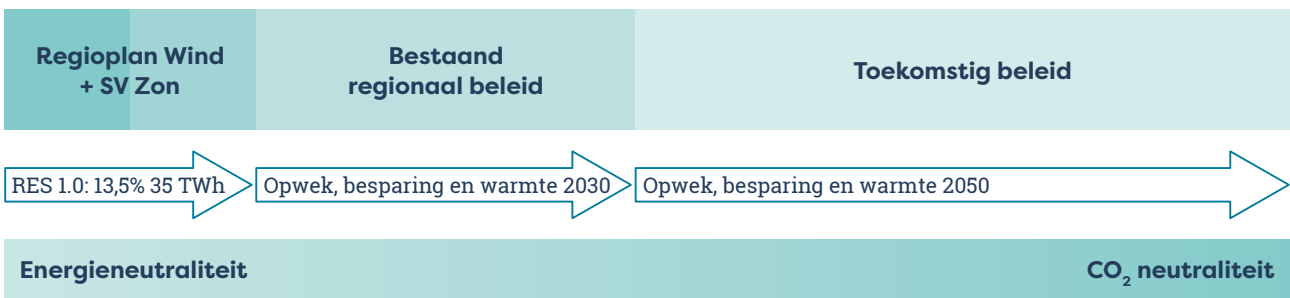 Regioplan Wind
+ SV Zon
Bestaand
regionaal beleid
Toekomstig beleid
RES 1.0: 13,5% 35 TWh
Opwek, besparing en warmte 2030
Opwek, besparing en warmte 2050
Energieneutraliteit
CO₂ neutraliteit